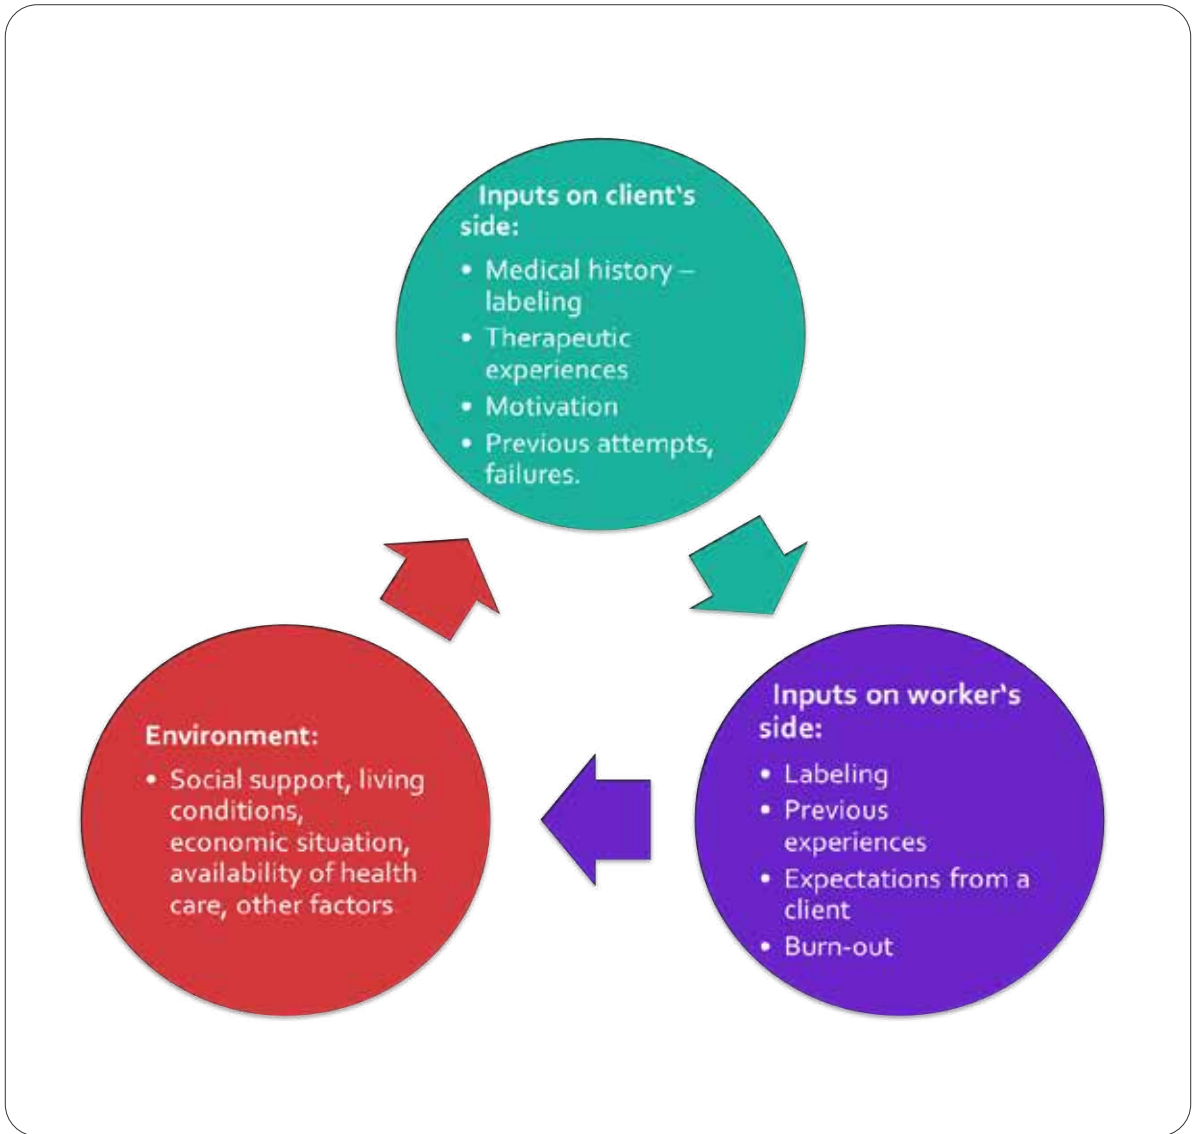 Inputs on client‘s
side:
• Medical history –
labeling
• Therapeutic
experiences
• Motivation
• Previous attempts,
failures.
Inputs on worker‘s
side:
• Labeling
• Previous
experiences
• Expectations from a
client
• Burn-out
Environment:
• Social support, living
conditions,
economic situation,
availability of health
care, other factors